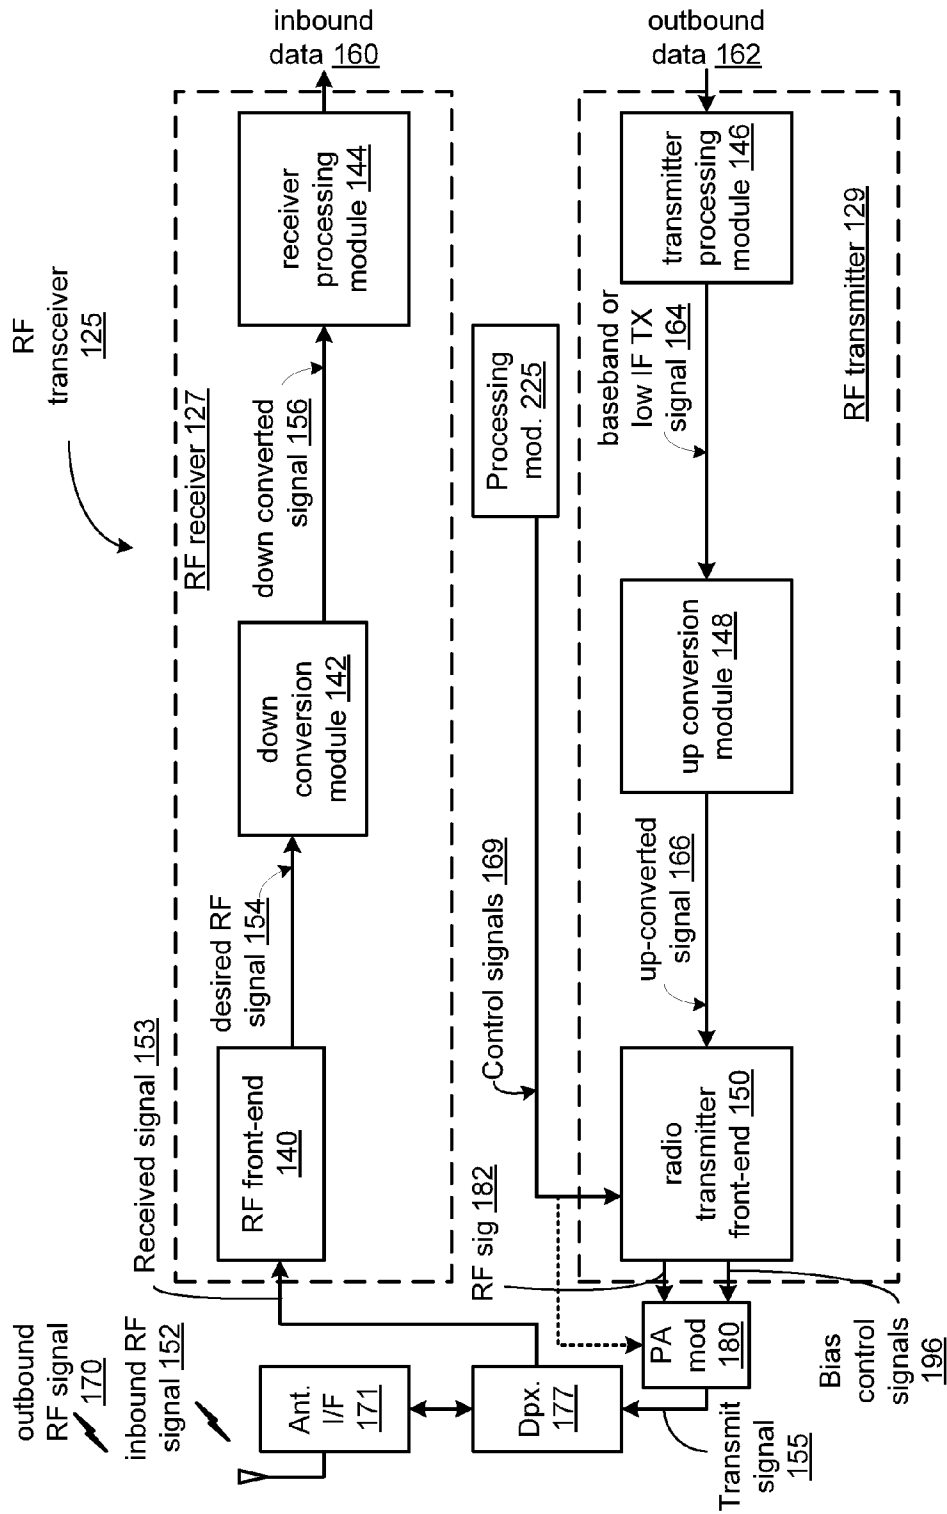 RF
transceiver
125
inbound
data 160
outbound
data 162
RF receiver 127
receiver
processing
module 144
down converted
signal 156
down
conversion
module 142
desired RF
signal 154
Received signal 153
RF front-end
140
outbound
RF signal
170
inbound RF
signal 152
Ant.
I/F
171
Dpx.
177
Processing
mod. 225
Control signals 169
RF sig 182
RF transmitter 129
transmitter
processing
module 146
baseband or
low IF TX
signal 164
up conversion
module 148
up-converted
signal 166
radio
transmitter
front-end 150
PA
mod
180
Bias
control
signals
196
Transmit
signal
155